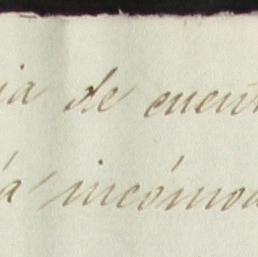 ia de cuent
a incómod